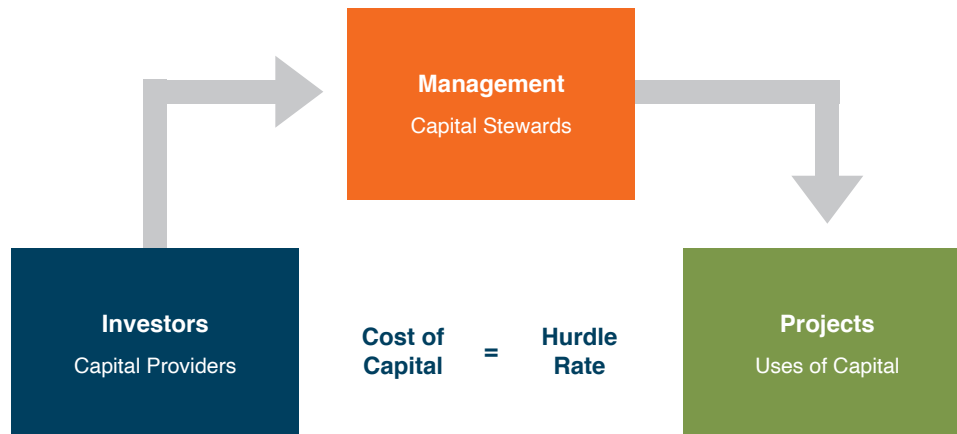 Management
Capital Stewards
Investors
Capital Providers
Cost of
Capital
=
Hurdle
Rate
Projects
Uses of Capital